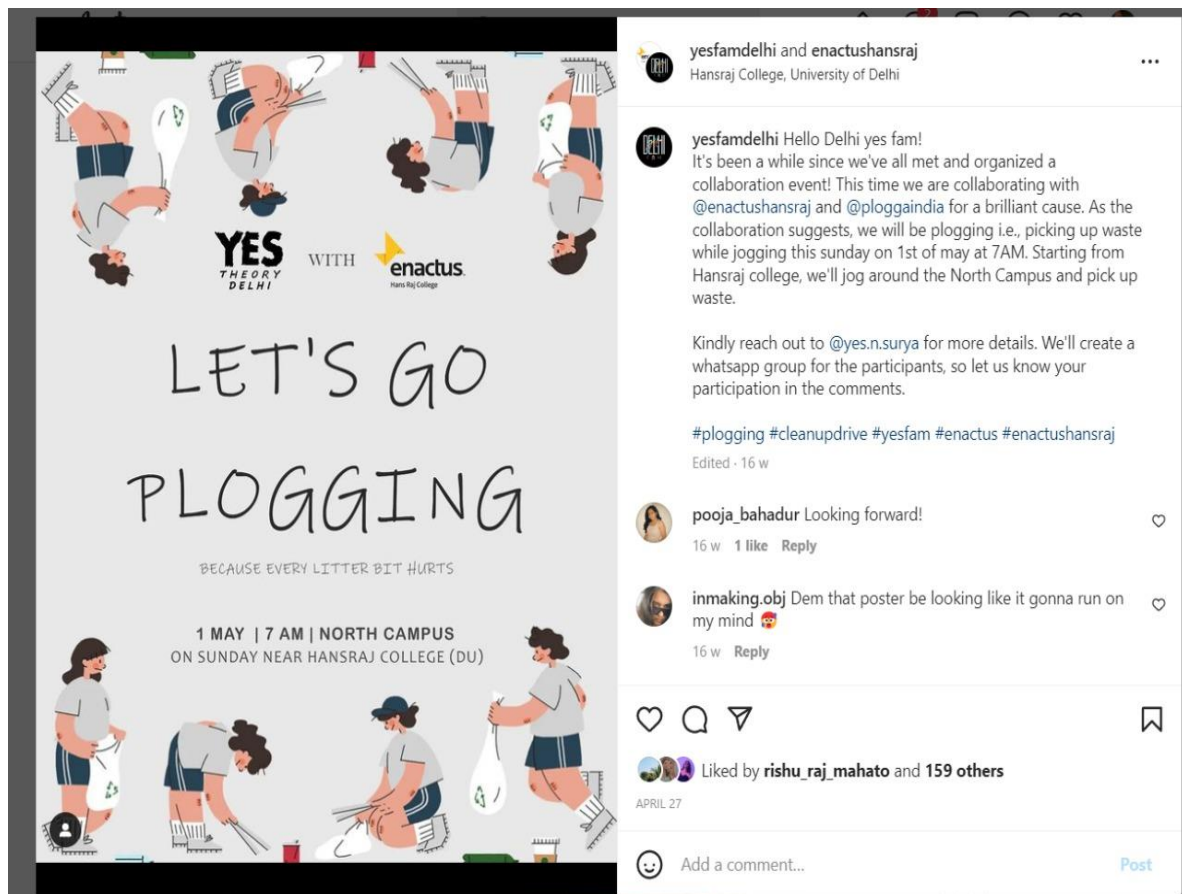 YES
THEORY
DELHI
WITH
enactus.
Hans Raj College
LET'S GO
PLOGGING
BECAUSE EVERY LITTER BIT HURTS
1 MAY | 7 AM | NORTH CAMPUS
ON SUNDAY NEAR HANSRAJ COLLEGE (DU)
yesfamdelhi and enactushansraj
Hansraj College, University of Delhi
yesfamdelhi Hello Delhi yes fam!
It's been a while since we've all met and organized a
collaboration event! This time we are collaborating with
@enactushansraj and @ploggaindia for a brilliant cause. As the
collaboration suggests, we will be plogging i.e., picking up waste
while jogging this sunday on 1st of may at 7AM. Starting from
Hansraj college, we'll jog around the North Campus and pick up
waste.
Kindly reach out to @yes.n.surya for more details. We'll create a
whatsapp group for the participants, so let us know your
participation in the comments.
#plogging #cleanupdrive #yesfam #enactus #enactushansraj
Edited · 16 w
pooja_bahadur Looking forward!
16 w 1 like Reply
inmaking.obj Dem that poster be looking like it gonna run on
my mind 🥵
16 w Reply
Liked by rishu_raj_mahato and 159 others
APRIL 27
Add a comment...
Post